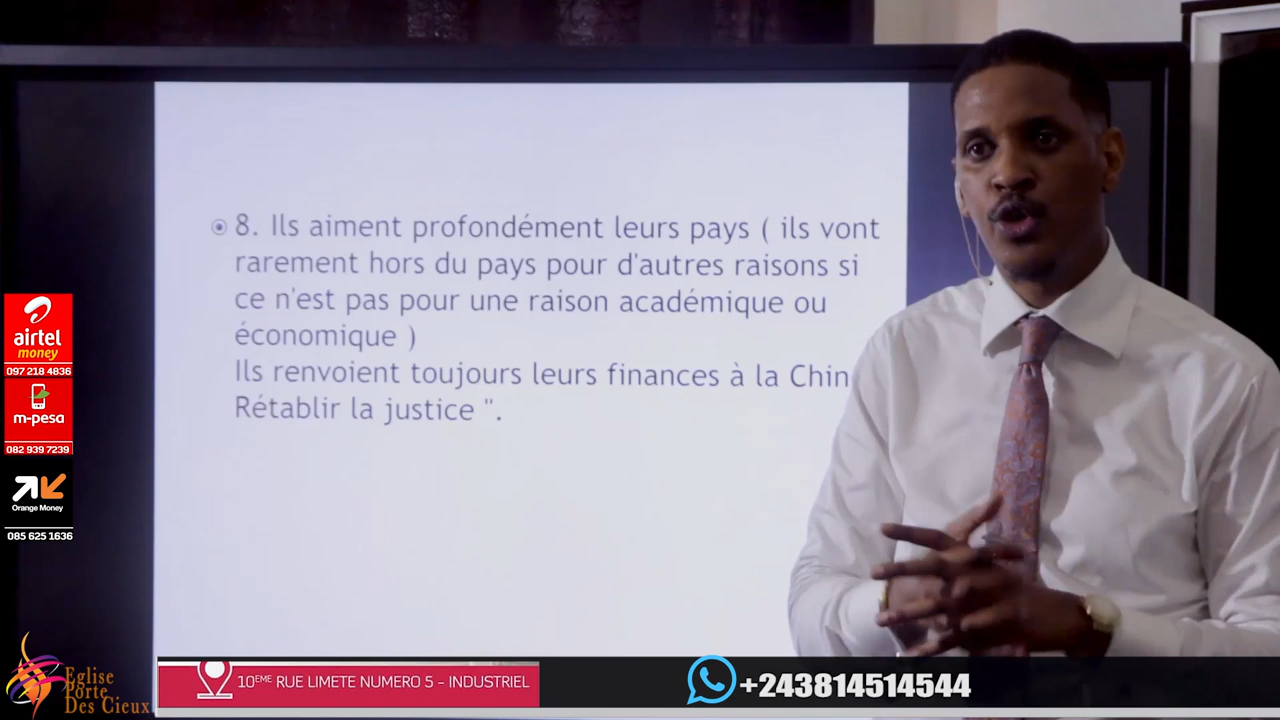 8. Ils aiment profondément leurs pays ( ils vont
rarement hors du pays pour d'autres raisons si
ce n'est pas pour une raison académique ou
économique )
Ils renvoient toujours leurs finances à la Chin
Rétablir la justice ".
airtel
money
097 218 4836
m-pesa
082 939 7239
Orange Money
085 625 1636
Eglise
Porte
Des Cieux
10EME RUE LIMETE NUMERO 5 - INDUSTRIEL
+243814514544